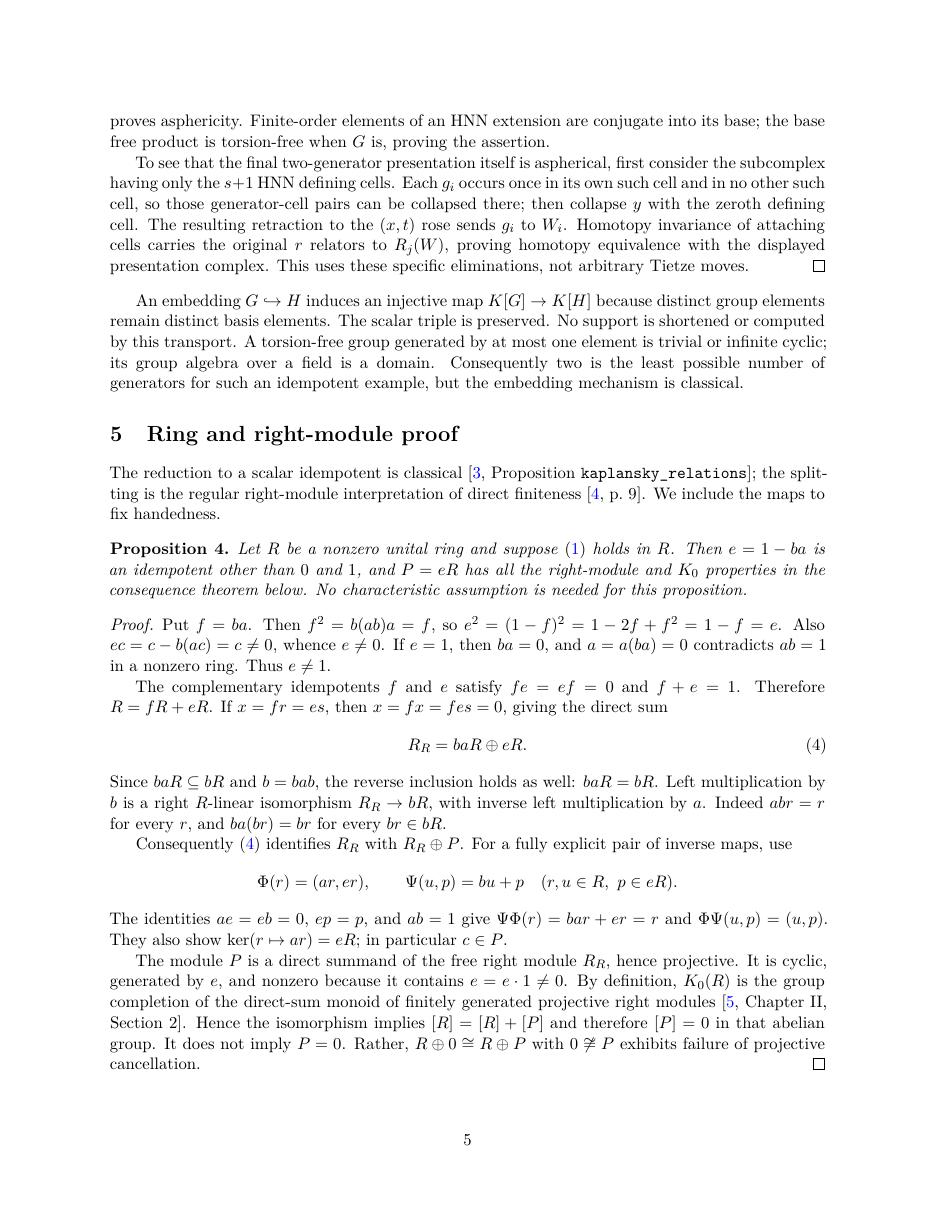 proves asphericity. Finite-order elements of an HNN extension are conjugate into its base; the base
free product is torsion-free when G is, proving the assertion.
To see that the final two-generator presentation itself is aspherical, first consider the subcomplex
having only the s+1 HNN defining cells. Each gᵢ occurs once in its own such cell and in no other such
cell, so those generator-cell pairs can be collapsed there; then collapse y with the zeroth defining
cell. The resulting retraction to the (x, t) rose sends gᵢ to Wᵢ. Homotopy invariance of attaching
cells carries the original r relators to Rⱼ(W), proving homotopy equivalence with the displayed
presentation complex. This uses these specific eliminations, not arbitrary Tietze moves. □
An embedding G ↪ H induces an injective map K[G] → K[H] because distinct group elements
remain distinct basis elements. The scalar triple is preserved. No support is shortened or computed
by this transport. A torsion-free group generated by at most one element is trivial or infinite cyclic;
its group algebra over a field is a domain. Consequently two is the least possible number of
generators for such an idempotent example, but the embedding mechanism is classical.
5 Ring and right-module proof
The reduction to a scalar idempotent is classical [3, Proposition kaplansky_relations]; the split-
ting is the regular right-module interpretation of direct finiteness [4, p. 9]. We include the maps to
fix handedness.
Proposition 4. Let R be a nonzero unital ring and suppose (1) holds in R. Then e = 1 − ba is
an idempotent other than 0 and 1, and P = eR has all the right-module and K₀ properties in the
consequence theorem below. No characteristic assumption is needed for this proposition.
Proof. Put f = ba. Then f² = b(ab)a = f, so e² = (1 − f)² = 1 − 2f + f² = 1 − f = e. Also
ec = c − b(ac) = c ≠ 0, whence e ≠ 0. If e = 1, then ba = 0, and a = a(ba) = 0 contradicts ab = 1
in a nonzero ring. Thus e ≠ 1.
The complementary idempotents f and e satisfy fe = ef = 0 and f + e = 1. Therefore
R = fR + eR. If x = fr = es, then x = fx = fes = 0, giving the direct sum
R_R = baR ⊕ eR. (4)
Since baR ⊆ bR and b = bab, the reverse inclusion holds as well: baR = bR. Left multiplication by
b is a right R-linear isomorphism R_R → bR, with inverse left multiplication by a. Indeed abr = r
for every r, and ba(br) = br for every br ∈ bR.
Consequently (4) identifies R_R with R_R ⊕ P. For a fully explicit pair of inverse maps, use
Φ(r) = (ar, er), Ψ(u, p) = bu + p (r, u ∈ R, p ∈ eR).
The identities ae = eb = 0, ep = p, and ab = 1 give ΨΦ(r) = bar + er = r and ΦΨ(u, p) = (u, p).
They also show ker(r ↦ ar) = eR; in particular c ∈ P.
The module P is a direct summand of the free right module R_R, hence projective. It is cyclic,
generated by e, and nonzero because it contains e = e · 1 ≠ 0. By definition, K₀(R) is the group
completion of the direct-sum monoid of finitely generated projective right modules [5, Chapter II,
Section 2]. Hence the isomorphism implies [R] = [R] + [P] and therefore [P] = 0 in that abelian
group. It does not imply P = 0. Rather, R ⊕ 0 ≅ R ⊕ P with 0 ≇ P exhibits failure of projective
cancellation. □
5